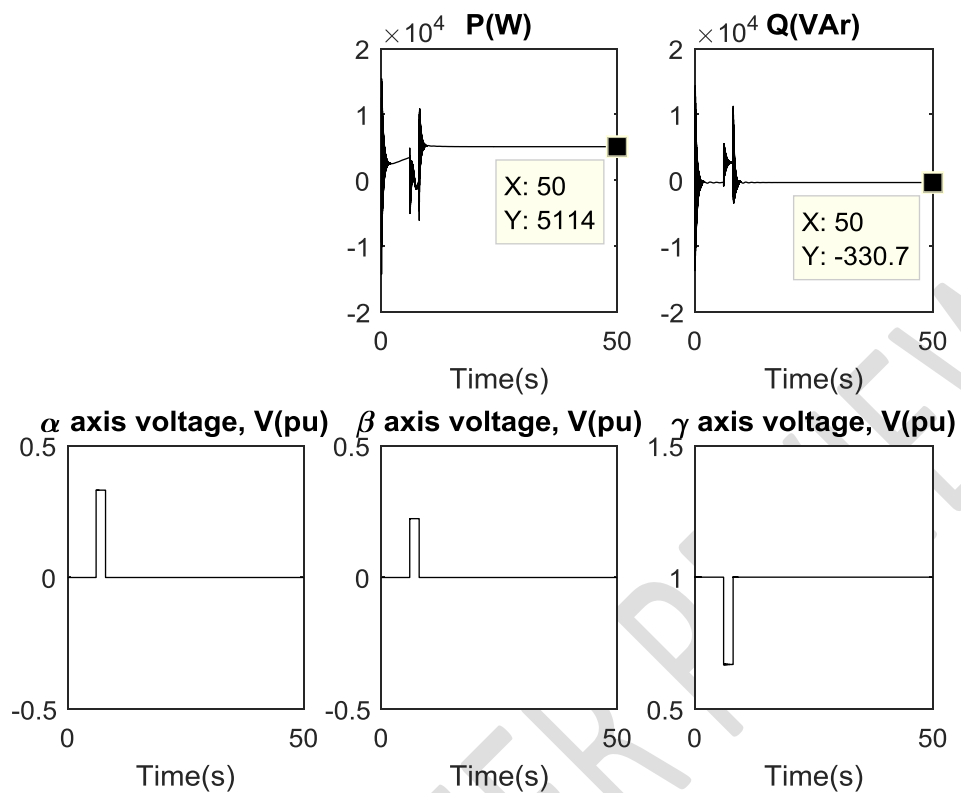 ×10⁴ P(W)
×10⁴ Q(VAr)
2
1
0
-1
-2
X: 50
Y: 5114
0
50
Time(s)
2
1
0
-1
-2
X: 50
Y: -330.7
0
50
Time(s)
α axis voltage, V(pu)
0.5
0
-0.5
0
50
Time(s)
β axis voltage, V(pu)
0.5
0
-0.5
0
50
Time(s)
γ axis voltage, V(pu)
1.5
1
0.5
0
50
Time(s)